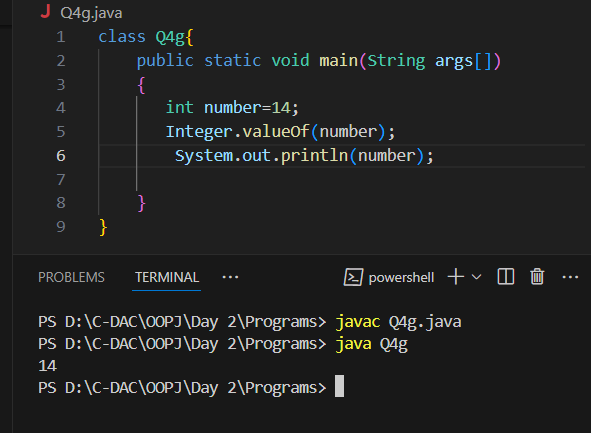 J Q4g.java
1 class Q4g{
2 public static void main(String args[])
3 {
4 int number=14;
5 Integer.valueOf(number);
6 System.out.println(number);
7
8 }
9 }
PROBLEMS TERMINAL ··· powershell
PS D:\C-DAC\OOPJ\Day 2\Programs> javac Q4g.java
PS D:\C-DAC\OOPJ\Day 2\Programs> java Q4g
14
PS D:\C-DAC\OOPJ\Day 2\Programs>